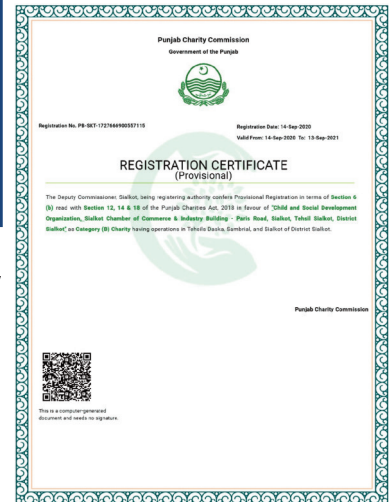 Punjab Charity Commission
Government of the Punjab
Registration No. PB-SKT-1727666900557115
Registration Date: 14-Sep-2020
Valid From: 14-Sep-2020 To: 13-Sep-2021
REGISTRATION CERTIFICATE
(Provisional)
The Deputy Commissioner, Sialkot, being registering authority confers Provisional Registration in terms of Section 6
(k) read with Section 12, 14 & 18 of the Punjab Charities Act, 2018 in favour of "Child and Social Development
Organization, Sialkot Chamber of Commerce & Industry Building - Paris Road, Sialkot, Tehsil Sialkot, District
Sialkot" as Category (B) Charity having operations in Tehsils Daska, Sambrial, and Sialkot of District Sialkot.
Punjab Charity Commission
This is a computer-generated
document and needs no signature.